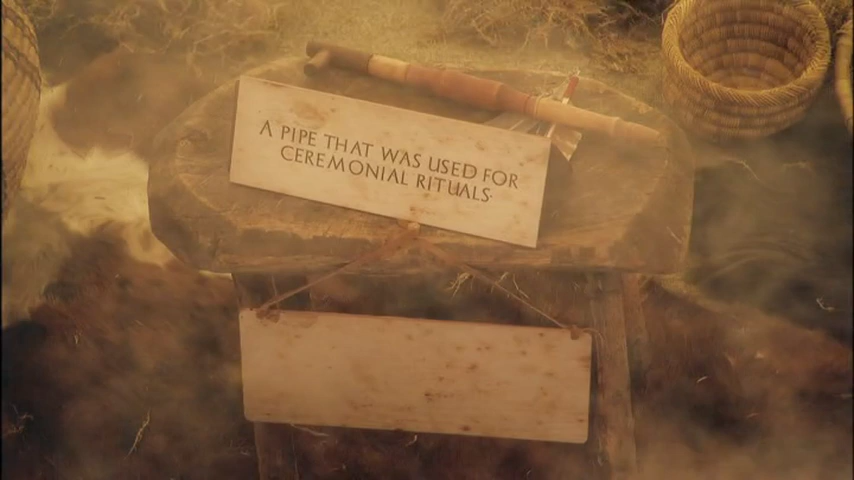 A PIPE THAT WAS USED FOR
CEREMONIAL RITUALS.